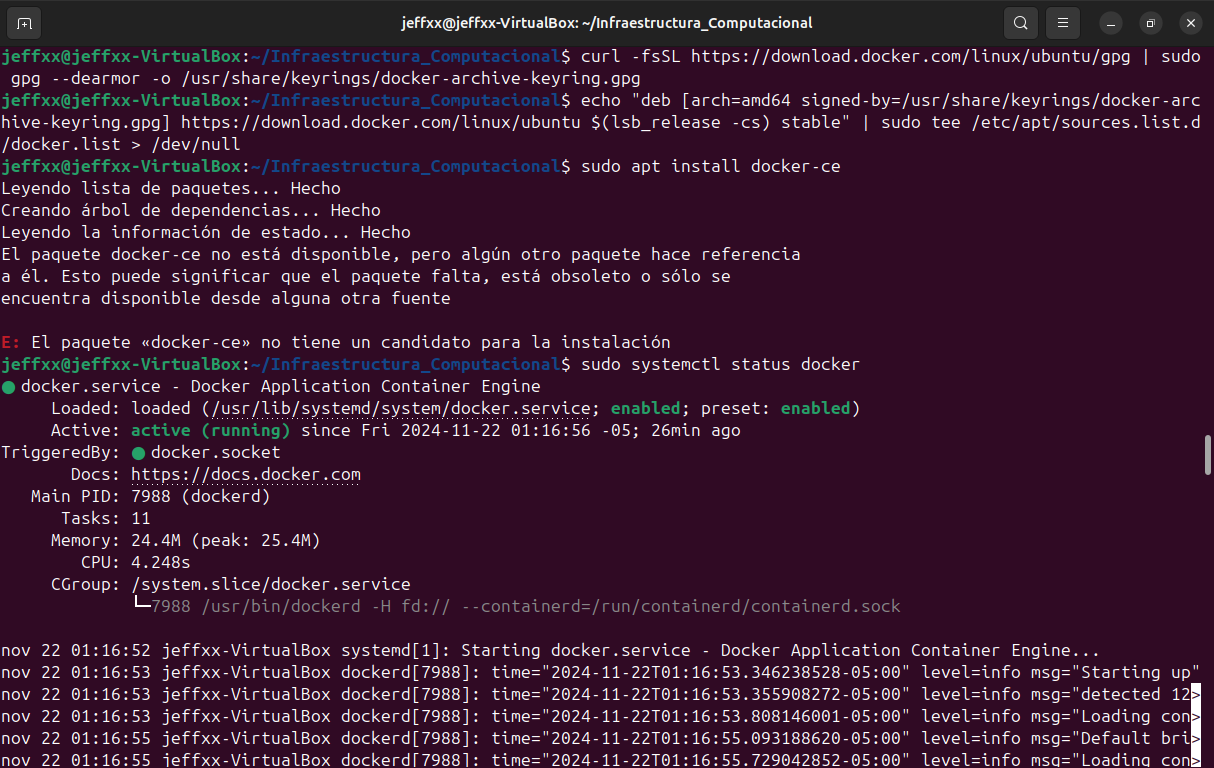 jeffxx@jeffxx-VirtualBox: ~/Infraestructura_Computacional
jeffxx@jeffxx-VirtualBox:~/Infraestructura_Computacional$ curl -fsSL https://download.docker.com/linux/ubuntu/gpg | sudo
 gpg --dearmor -o /usr/share/keyrings/docker-archive-keyring.gpg
jeffxx@jeffxx-VirtualBox:~/Infraestructura_Computacional$ echo "deb [arch=amd64 signed-by=/usr/share/keyrings/docker-arc
hive-keyring.gpg] https://download.docker.com/linux/ubuntu $(lsb_release -cs) stable" | sudo tee /etc/apt/sources.list.d
/docker.list > /dev/null
jeffxx@jeffxx-VirtualBox:~/Infraestructura_Computacional$ sudo apt install docker-ce
Leyendo lista de paquetes... Hecho
Creando árbol de dependencias... Hecho
Leyendo la información de estado... Hecho
El paquete docker-ce no está disponible, pero algún otro paquete hace referencia
a él. Esto puede significar que el paquete falta, está obsoleto o sólo se
encuentra disponible desde alguna otra fuente
E: El paquete «docker-ce» no tiene un candidato para la instalación
jeffxx@jeffxx-VirtualBox:~/Infraestructura_Computacional$ sudo systemctl status docker
● docker.service - Docker Application Container Engine
     Loaded: loaded (/usr/lib/systemd/system/docker.service; enabled; preset: enabled)
     Active: active (running) since Fri 2024-11-22 01:16:56 -05; 26min ago
TriggeredBy: ● docker.socket
       Docs: https://docs.docker.com
   Main PID: 7988 (dockerd)
      Tasks: 11
     Memory: 24.4M (peak: 25.4M)
        CPU: 4.248s
     CGroup: /system.slice/docker.service
             └─7988 /usr/bin/dockerd -H fd:// --containerd=/run/containerd/containerd.sock
nov 22 01:16:52 jeffxx-VirtualBox systemd[1]: Starting docker.service - Docker Application Container Engine...
nov 22 01:16:53 jeffxx-VirtualBox dockerd[7988]: time="2024-11-22T01:16:53.346238528-05:00" level=info msg="Starting up"
nov 22 01:16:53 jeffxx-VirtualBox dockerd[7988]: time="2024-11-22T01:16:53.355908272-05:00" level=info msg="detected 12>
nov 22 01:16:53 jeffxx-VirtualBox dockerd[7988]: time="2024-11-22T01:16:53.808146001-05:00" level=info msg="Loading con>
nov 22 01:16:55 jeffxx-VirtualBox dockerd[7988]: time="2024-11-22T01:16:55.093188620-05:00" level=info msg="Default bri>
nov 22 01:16:55 jeffxx-VirtualBox dockerd[7988]: time="2024-11-22T01:16:55.729042852-05:00" level=info msg="Loading con>